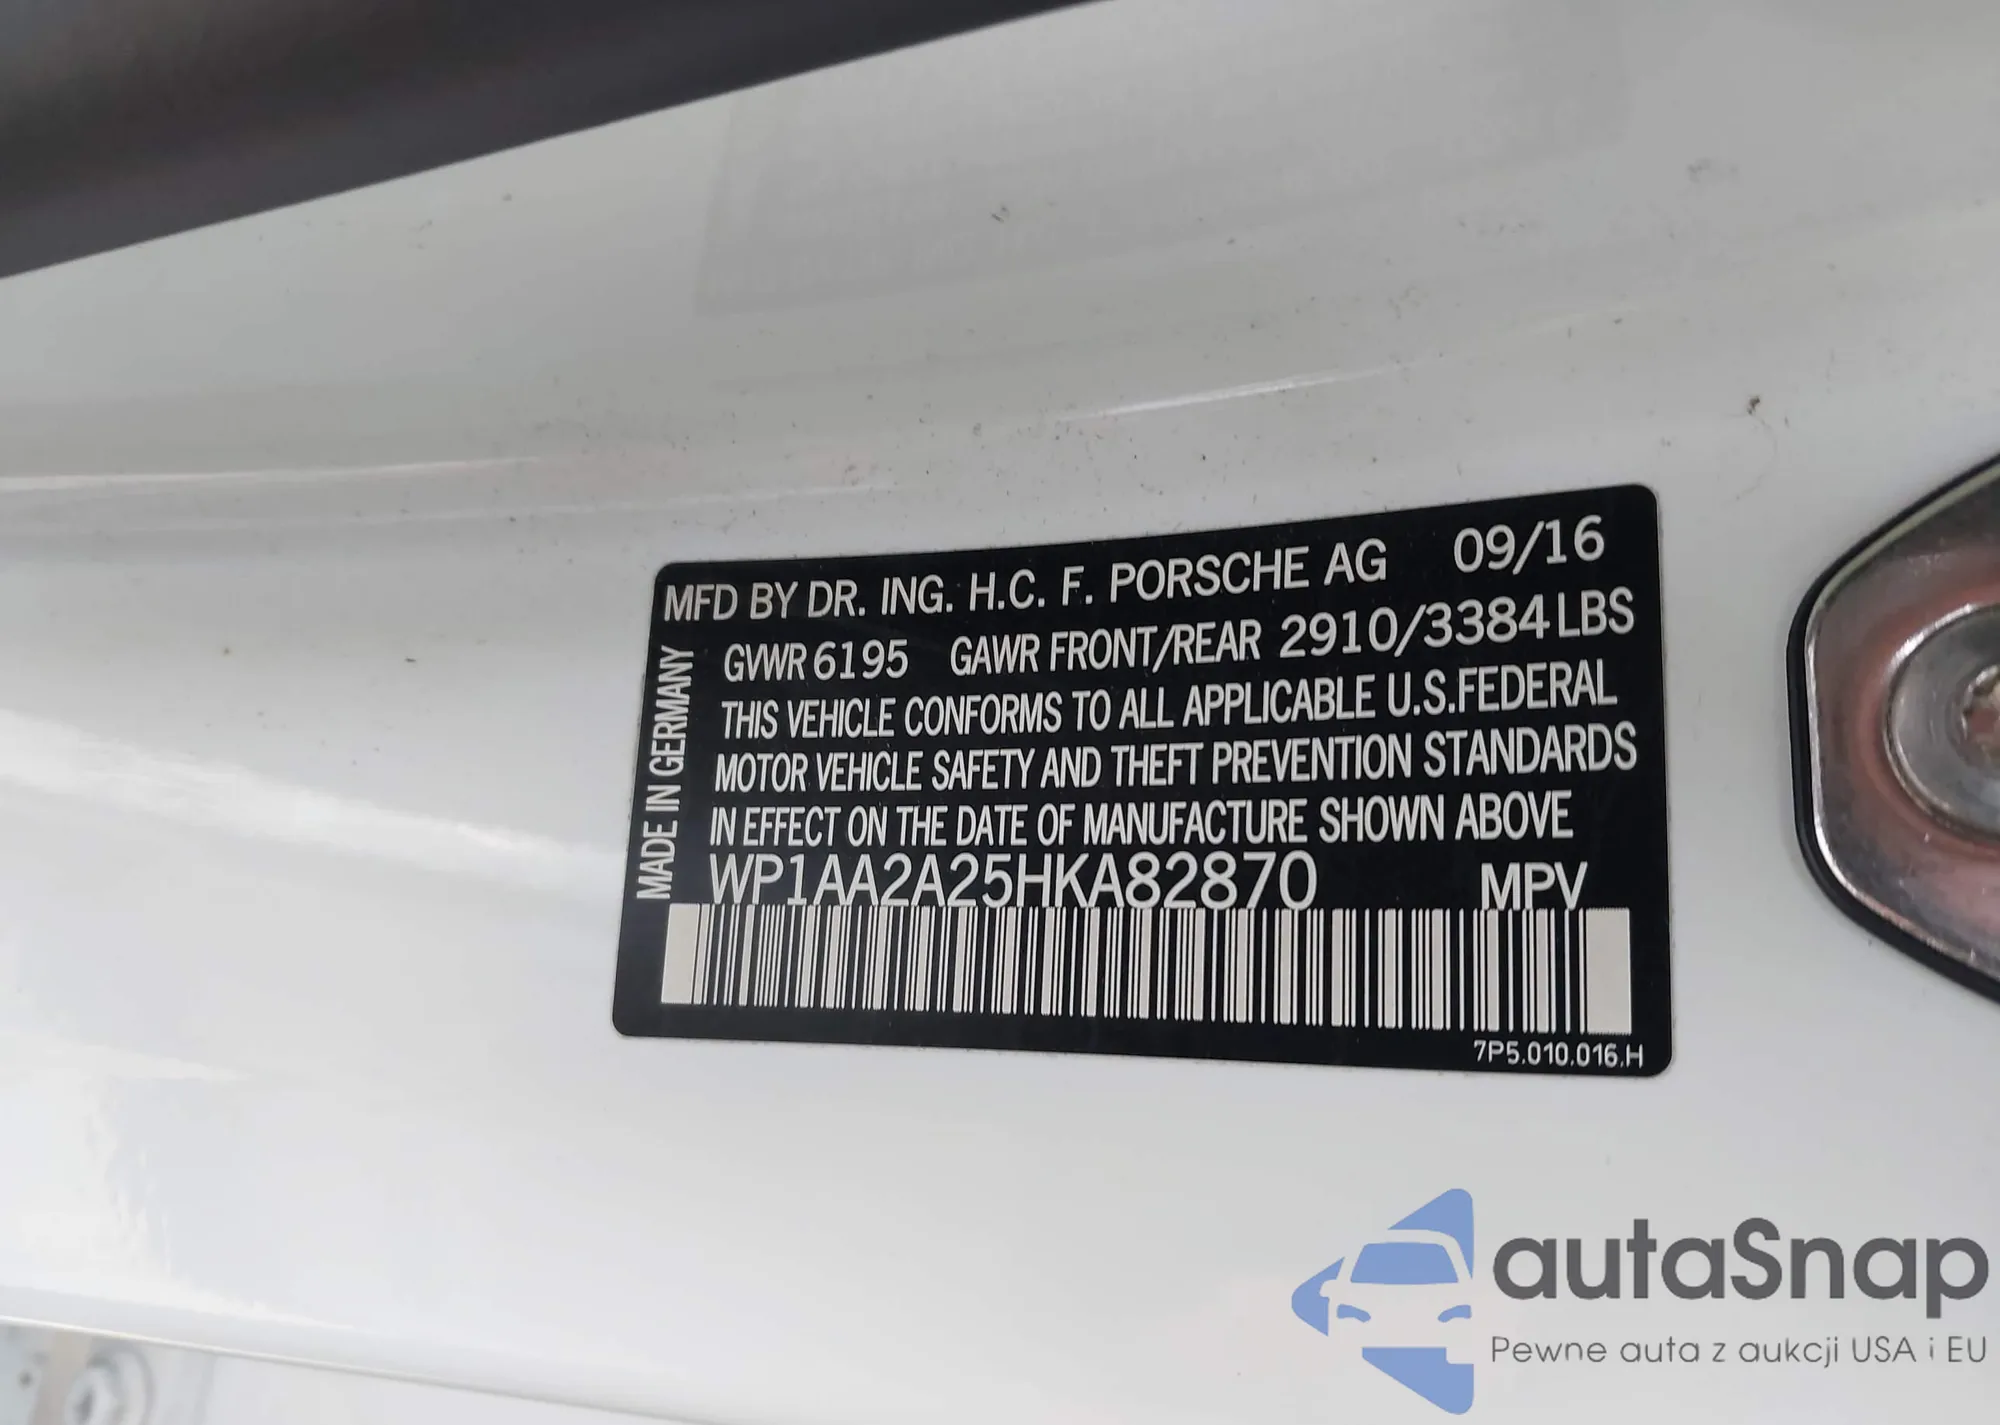 MFD BY DR. ING. H.C. F. PORSCHE AG 09/16
GVWR 6195 GAWR FRONT/REAR 2910/3384LBS
THIS VEHICLE CONFORMS TO ALL APPLICABLE U.S.FEDERAL
MOTOR VEHICLE SAFETY AND THEFT PREVENTION STANDARDS
IN EFFECT ON THE DATE OF MANUFACTURE SHOWN ABOVE
WP1AA2A25HKA82870 MPV
MADE IN GERMANY
7P5.010.016.H
autaSnap
Pewne auta z aukcji USA i EU